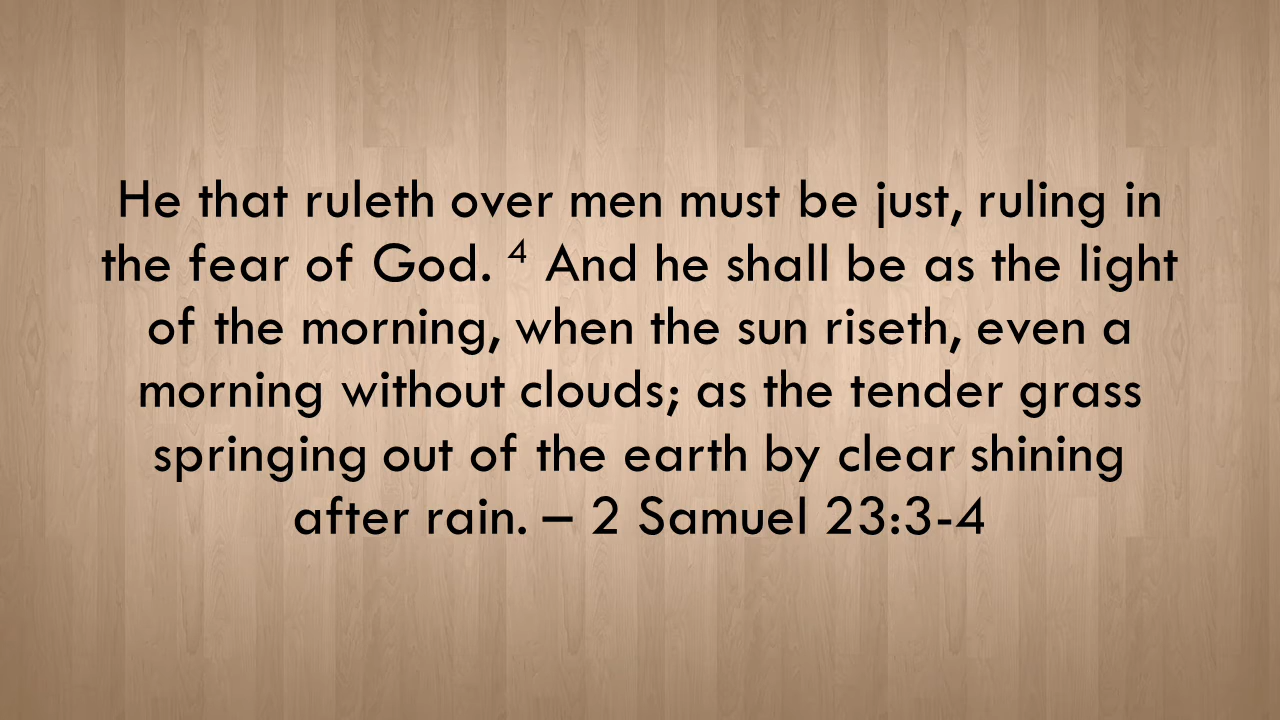 He that ruleth over men must be just, ruling in
the fear of God. ⁴ And he shall be as the light
of the morning, when the sun riseth, even a
morning without clouds; as the tender grass
springing out of the earth by clear shining
after rain. – 2 Samuel 23:3-4